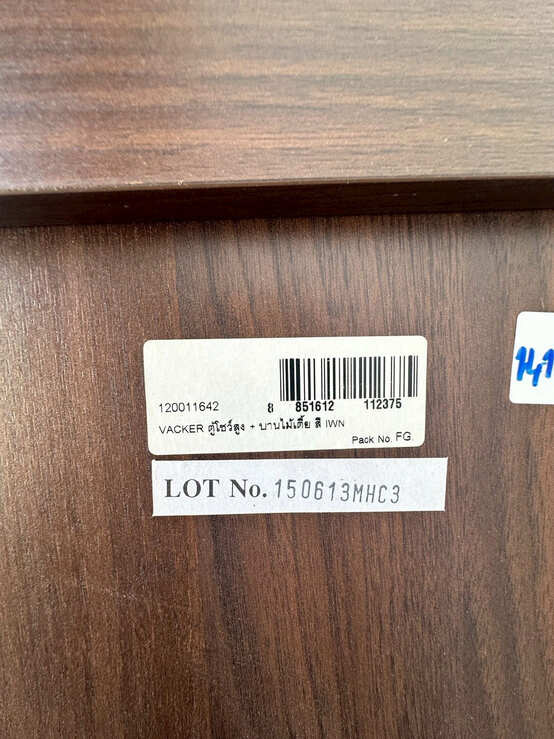 120011642 8 851612 112375
VACKER ตู้โชว์สูง + บานไม้เตี้ย สี IWN
Pack No. FG
LOT No. 150613MHC3